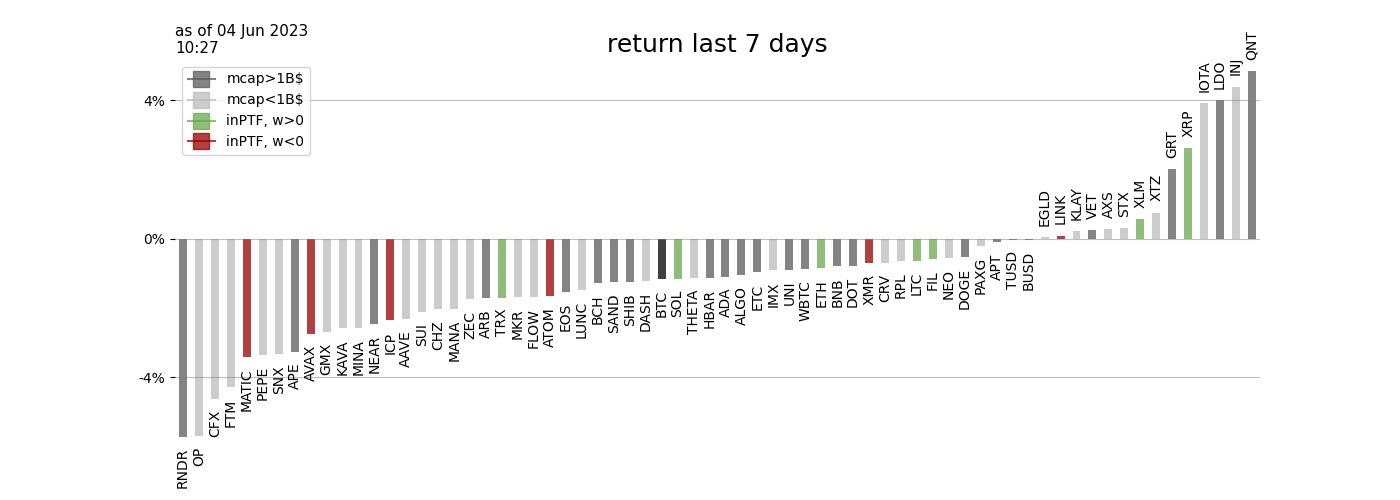 as of 04 Jun 2023
10:27
return last 7 days
mcap>1B$
mcap<1B$
inPTF, w>0
inPTF, w<0
4%
0%
-4%
RNDR
OP
CFX
FTM
MATIC
PEPE
SNX
APE
AVAX
GMX
KAVA
MINA
NEAR
ICP
AAVE
SUI
CHZ
MANA
ZEC
ARB
TRX
MKR
FLOW
ATOM
EOS
LUNC
BCH
SAND
SHIB
DASH
BTC
SOL
THETA
HBAR
ADA
ALGO
ETC
IMX
UNI
WBTC
ETH
BNB
DOT
XMR
CRV
RPL
LTC
FIL
NEO
DOGE
PAXG
APT
TUSD
BUSD
EGLD
LINK
KLAY
VET
AXS
STX
XLM
XTZ
GRT
XRP
IOTA
LDO
INJ
QNT